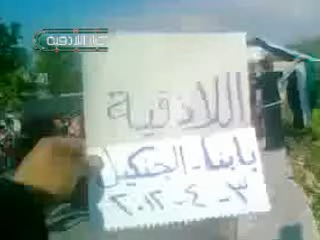 اللاذقية
بابنا - الجنكيل
٣ - ٤ - ٢٠١٢